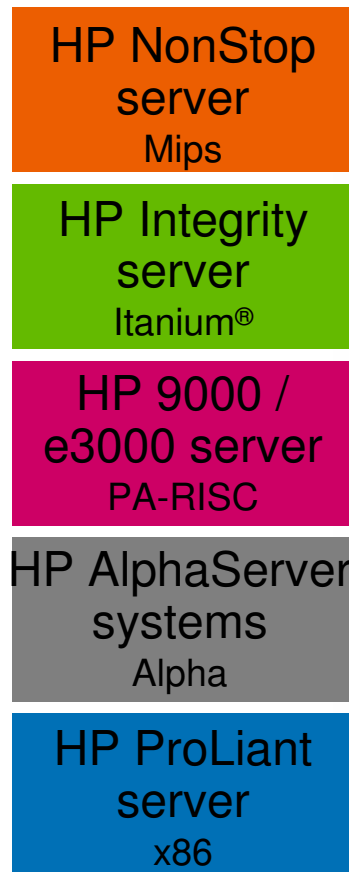 HP NonStop
server
Mips
HP Integrity
server
Itanium®
HP 9000 /
e3000 server
PA-RISC
HP AlphaServer
systems
Alpha
HP ProLiant
server
x86